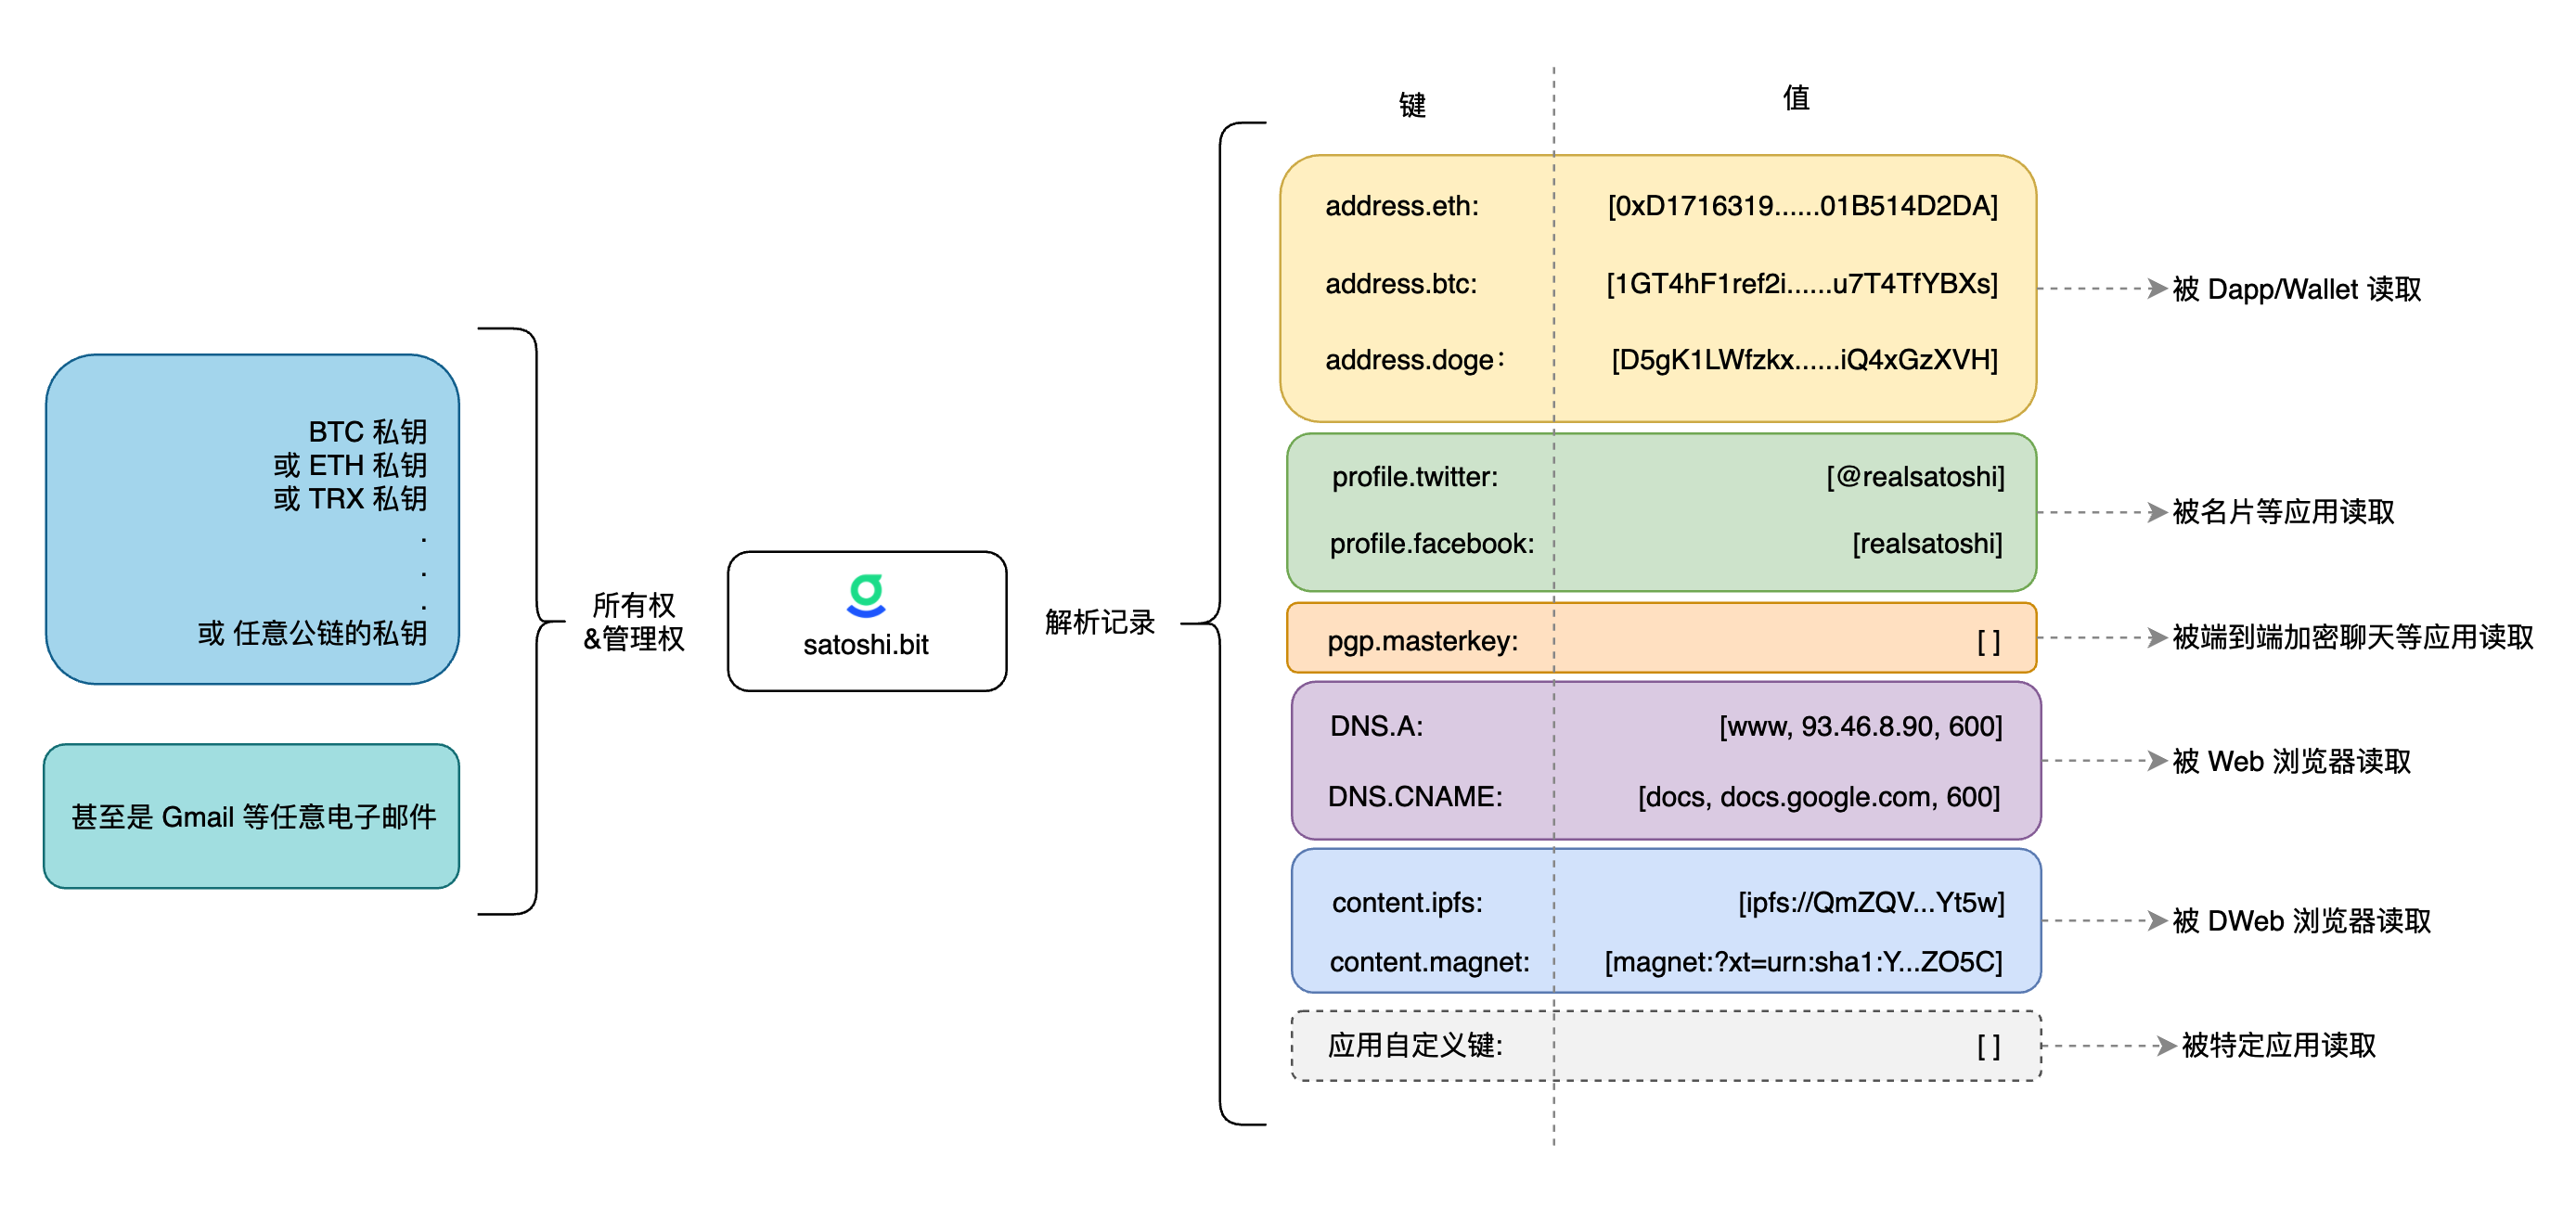 BTC 私钥
或 ETH 私钥
或 TRX 私钥
.
.
.
或 任意公链的私钥
甚至是 Gmail 等任意电子邮件
所有权
&管理权
satoshi.bit
解析记录
键
值
address.eth: [0xD1716319......01B514D2DA]
address.btc: [1GT4hF1ref2i......u7T4TfYBXs]
address.doge： [D5gK1LWfzkx......iQ4xGzXVH]
被 Dapp/Wallet 读取
profile.twitter: [@realsatoshi]
profile.facebook: [realsatoshi]
被名片等应用读取
pgp.masterkey: [ ]
被端到端加密聊天等应用读取
DNS.A: [www, 93.46.8.90, 600]
DNS.CNAME: [docs, docs.google.com, 600]
被 Web 浏览器读取
content.ipfs: [ipfs://QmZQV...Yt5w]
content.magnet: [magnet:?xt=urn:sha1:Y...ZO5C]
被 DWeb 浏览器读取
应用自定义键: [ ]
被特定应用读取